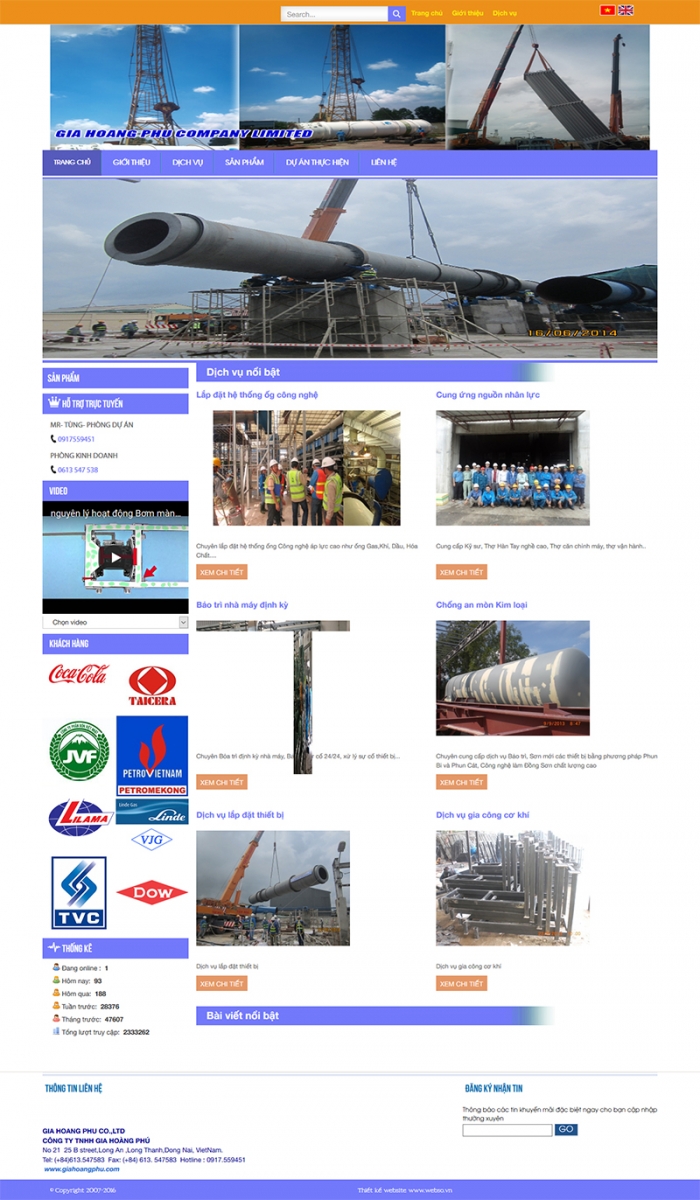 Search...
Trang chủ Giới thiệu Dịch vụ
GIA HOANG-PHU COMPANY LIMITED
TRANG CHỦ GIỚI THIỆU DỊCH VỤ SẢN PHẨM DỰ ÁN THỰC HIỆN LIÊN HỆ
16/06/2014
SẢN PHẨM
HỖ TRỢ TRỰC TUYẾN
MR- TÙNG- PHÒNG DỰ ÁN
0917559451
PHÒNG KINH DOANH
0613 547 538
VIDEO
nguyên lý hoạt động Bơm màn...
Chọn video
KHÁCH HÀNG
Coca-Cola
TAICERA
JVF
PETROVIETNAM
PETROMEKONG
LILAMA
Linde Gas
Linde
VJG
TVC
DOW
THỐNG KÊ
Đang online : 1
Hôm nay: 93
Hôm qua: 188
Tuần trước: 28376
Tháng trước: 47607
Tổng lượt truy cập: 2333262
Dịch vụ nổi bật
Lắp đặt hệ thống ốg công nghệ
Chuyên lắp đặt hệ thống ống Công nghệ áp lực cao như ống Gas,Khí, Dầu, Hóa
Chất....
XEM CHI TIẾT
Cung ứng nguồn nhân lực
Cung cấp Kỹ sư, Thợ Hàn Tay nghề cao, Thợ căn chỉnh máy, thợ vận hành..
XEM CHI TIẾT
Bảo trì nhà máy định kỳ
Chuyên Bỏa trì định kỳ nhà máy, Bả cố 24/24, xử lý sự cố thiết bị...
XEM CHI TIẾT
Chống ăn mòn Kim loại
Chuyên cung cấp dịch vụ Bảo trì, Sơn mới các thiết bị bằng phương pháp Phun
Bi và Phun Cát, Công nghệ làm Đồng Sơn chất lượng cao
XEM CHI TIẾT
Dịch vụ lắp đặt thiết bị
Dịch vụ lắp đặt thiết bị
XEM CHI TIẾT
Dịch vụ gia công cơ khí
Dịch vụ gia công cơ khí
XEM CHI TIẾT
Bài viết nổi bật
THÔNG TIN LIÊN HỆ
GIA HOANG PHU CO.,LTD
CÔNG TY TNHH GIA HOÀNG PHÚ
No 21 25 B street,Long An ,Long Thanh,Dong Nai, VietNam.
Tel: (+84)613.547583 Fax: (+84) 613. 547583 Hotline : 0917.559451
www.giahoangphu.com
ĐĂNG KÝ NHẬN TIN
Thông báo các tin khuyến mãi đặc biệt ngay cho bạn cập nhập
thường xuyên
GO
© Copyright 2007-2016
Thiết kế website www.webso.vn